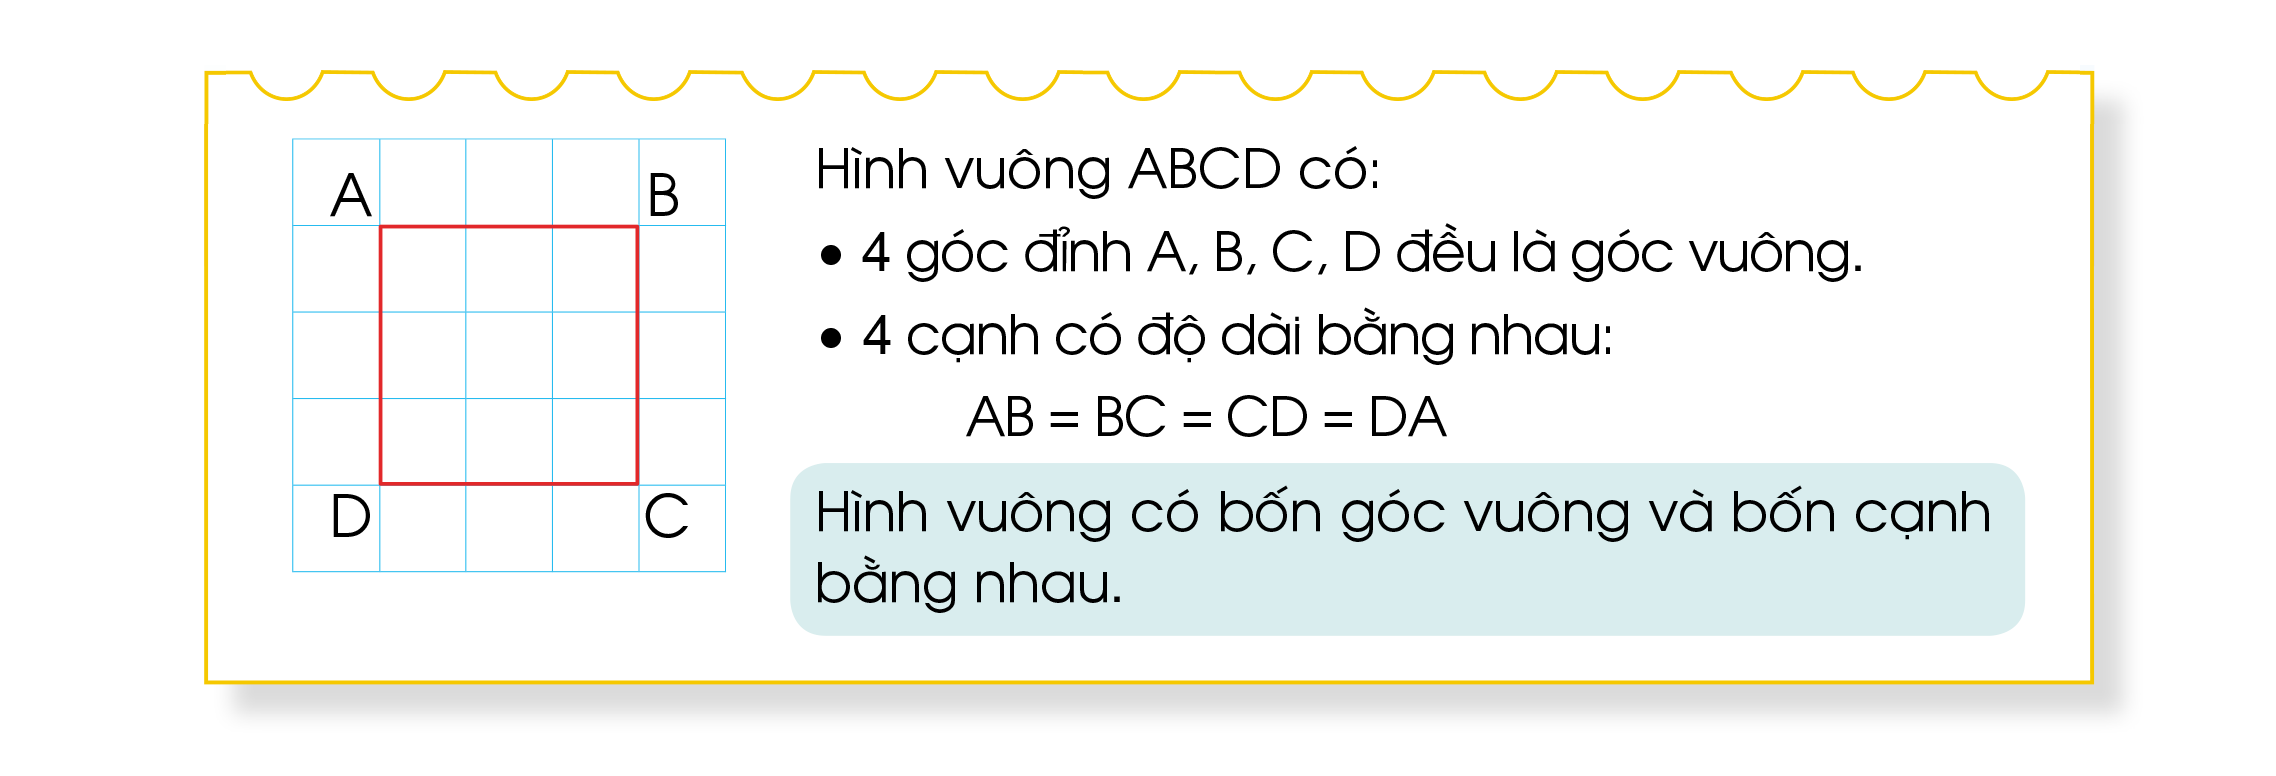 A B
D C
Hình vuông ABCD có:
• 4 góc đỉnh A, B, C, D đều là góc vuông.
• 4 cạnh có độ dài bằng nhau:
AB = BC = CD = DA
Hình vuông có bốn góc vuông và bốn cạnh
bằng nhau.